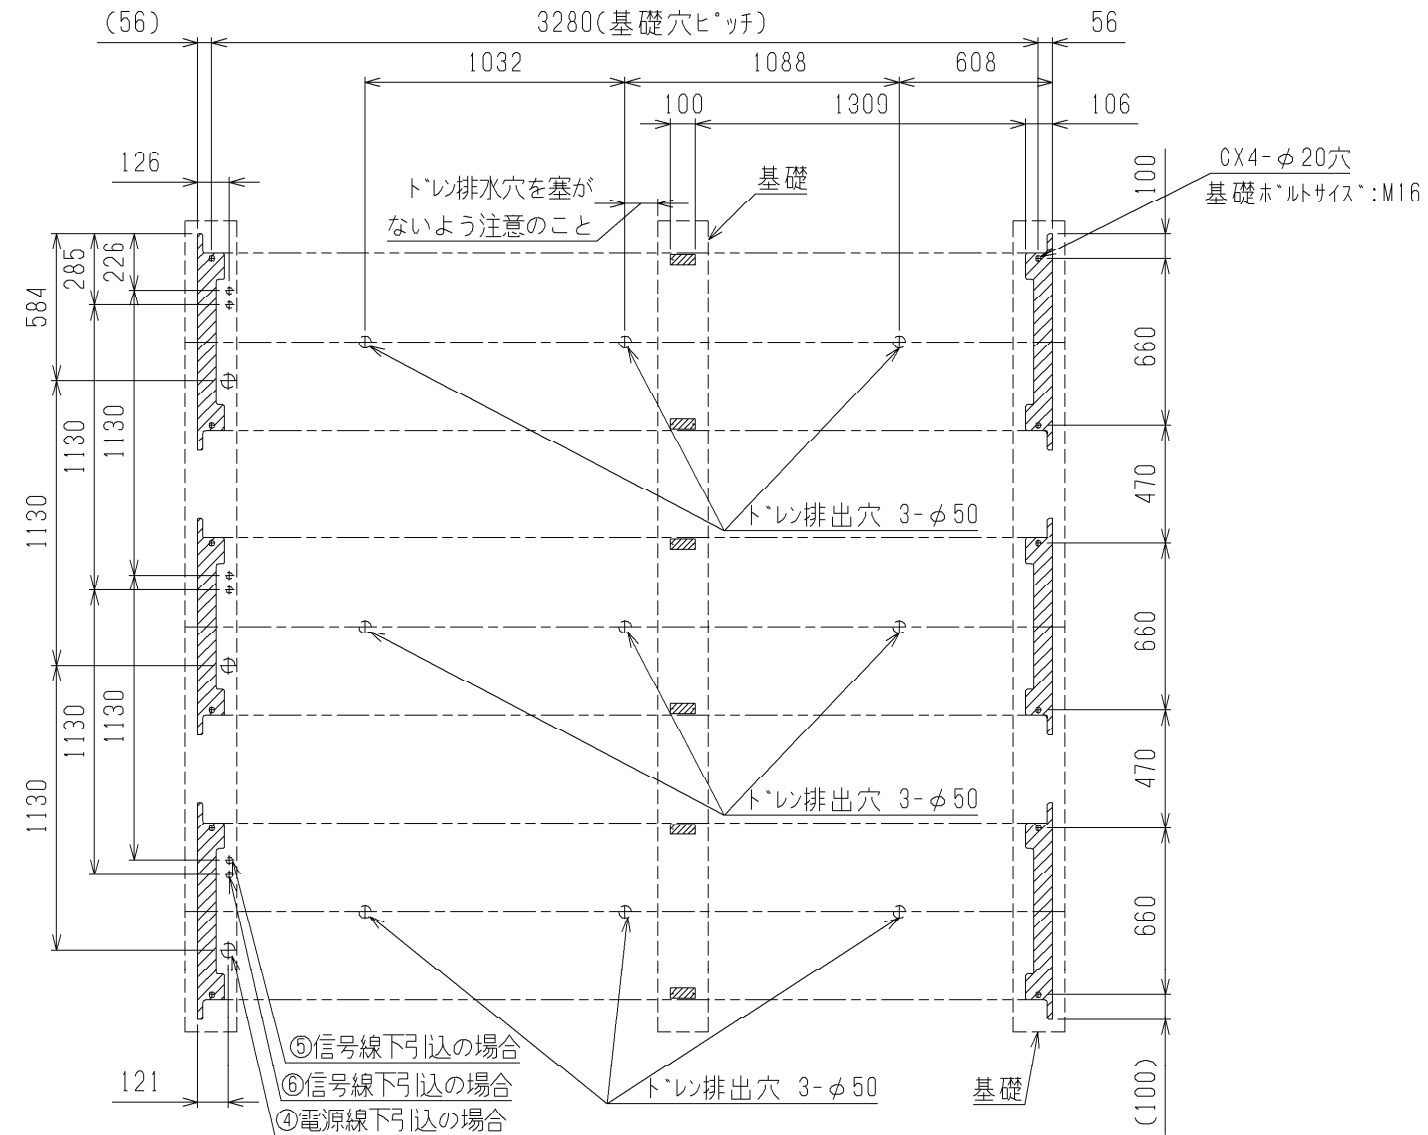 (56)
3280(基礎穴ピッチ)
56
1032
1088
608
100
1309
106
126
ドレン排水穴を塞が
ないよう注意のこと
基礎
CX4-φ20穴
基礎ボルトサイズ:M16
100
584
285
226
660
1130
1130
1130
470
ドレン排出穴 3-φ50
660
1130
1130
1130
470
ドレン排出穴 3-φ50
660
⑤信号線下引込の場合
⑥信号線下引込の場合
④電源線下引込の場合
121
ドレン排出穴 3-φ50
基礎
(100)